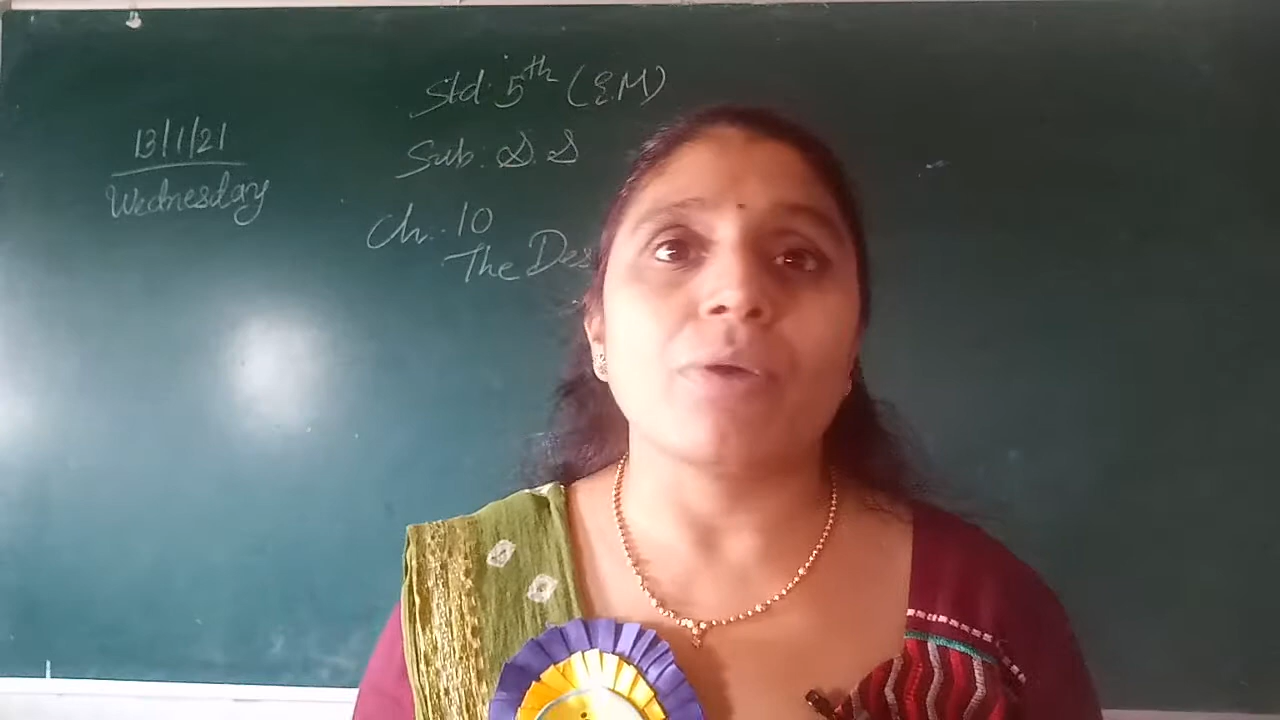 13/1/21
Wednesday
Std: 5th (E.M)
Sub: S.S
Ch: 10
The Des